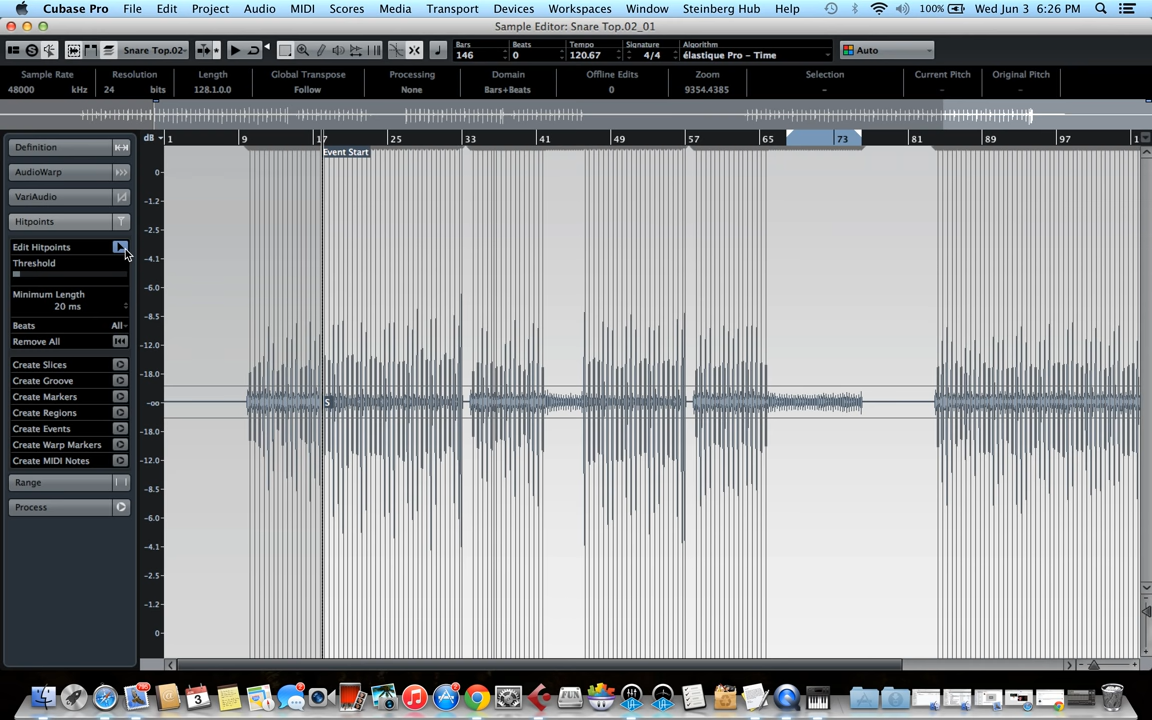 Cubase Pro File Edit Project Audio MIDI Scores Media Transport Devices Workspaces Window Steinberg Hub Help 100% Wed Jun 3 6:26 PM
Sample Editor: Snare Top.02_01
Snare Top.02- Bars Beats Tempo Signature Algorithm Auto
146 0 120.67 4/4 élastique Pro - Time
Sample Rate Resolution Length Global Transpose Processing Domain Offline Edits Zoom Selection Current Pitch Original Pitch
48000 kHz 24 bits 128.1.0.0 Follow None Bars+Beats 0 9354.4385 - - -
dB 1 9 17 25 33 41 49 57 65 73 81 89 97 1
Event Start
Definition
AudioWarp
VariAudio
Hitpoints
Edit Hitpoints
Threshold
Minimum Length
20 ms
Beats All
Remove All
Create Slices
Create Groove
Create Markers
Create Regions
Create Events
Create Warp Markers
Create MIDI Notes
Range
Process
0-
-1.2-
-2.5-
-4.1-
-6.0-
-8.5-
-12.0-
-18.0-
-oo-
-18.0-
-12.0-
-8.5-
-6.0-
-4.1-
-2.5-
-1.2-
0-
S